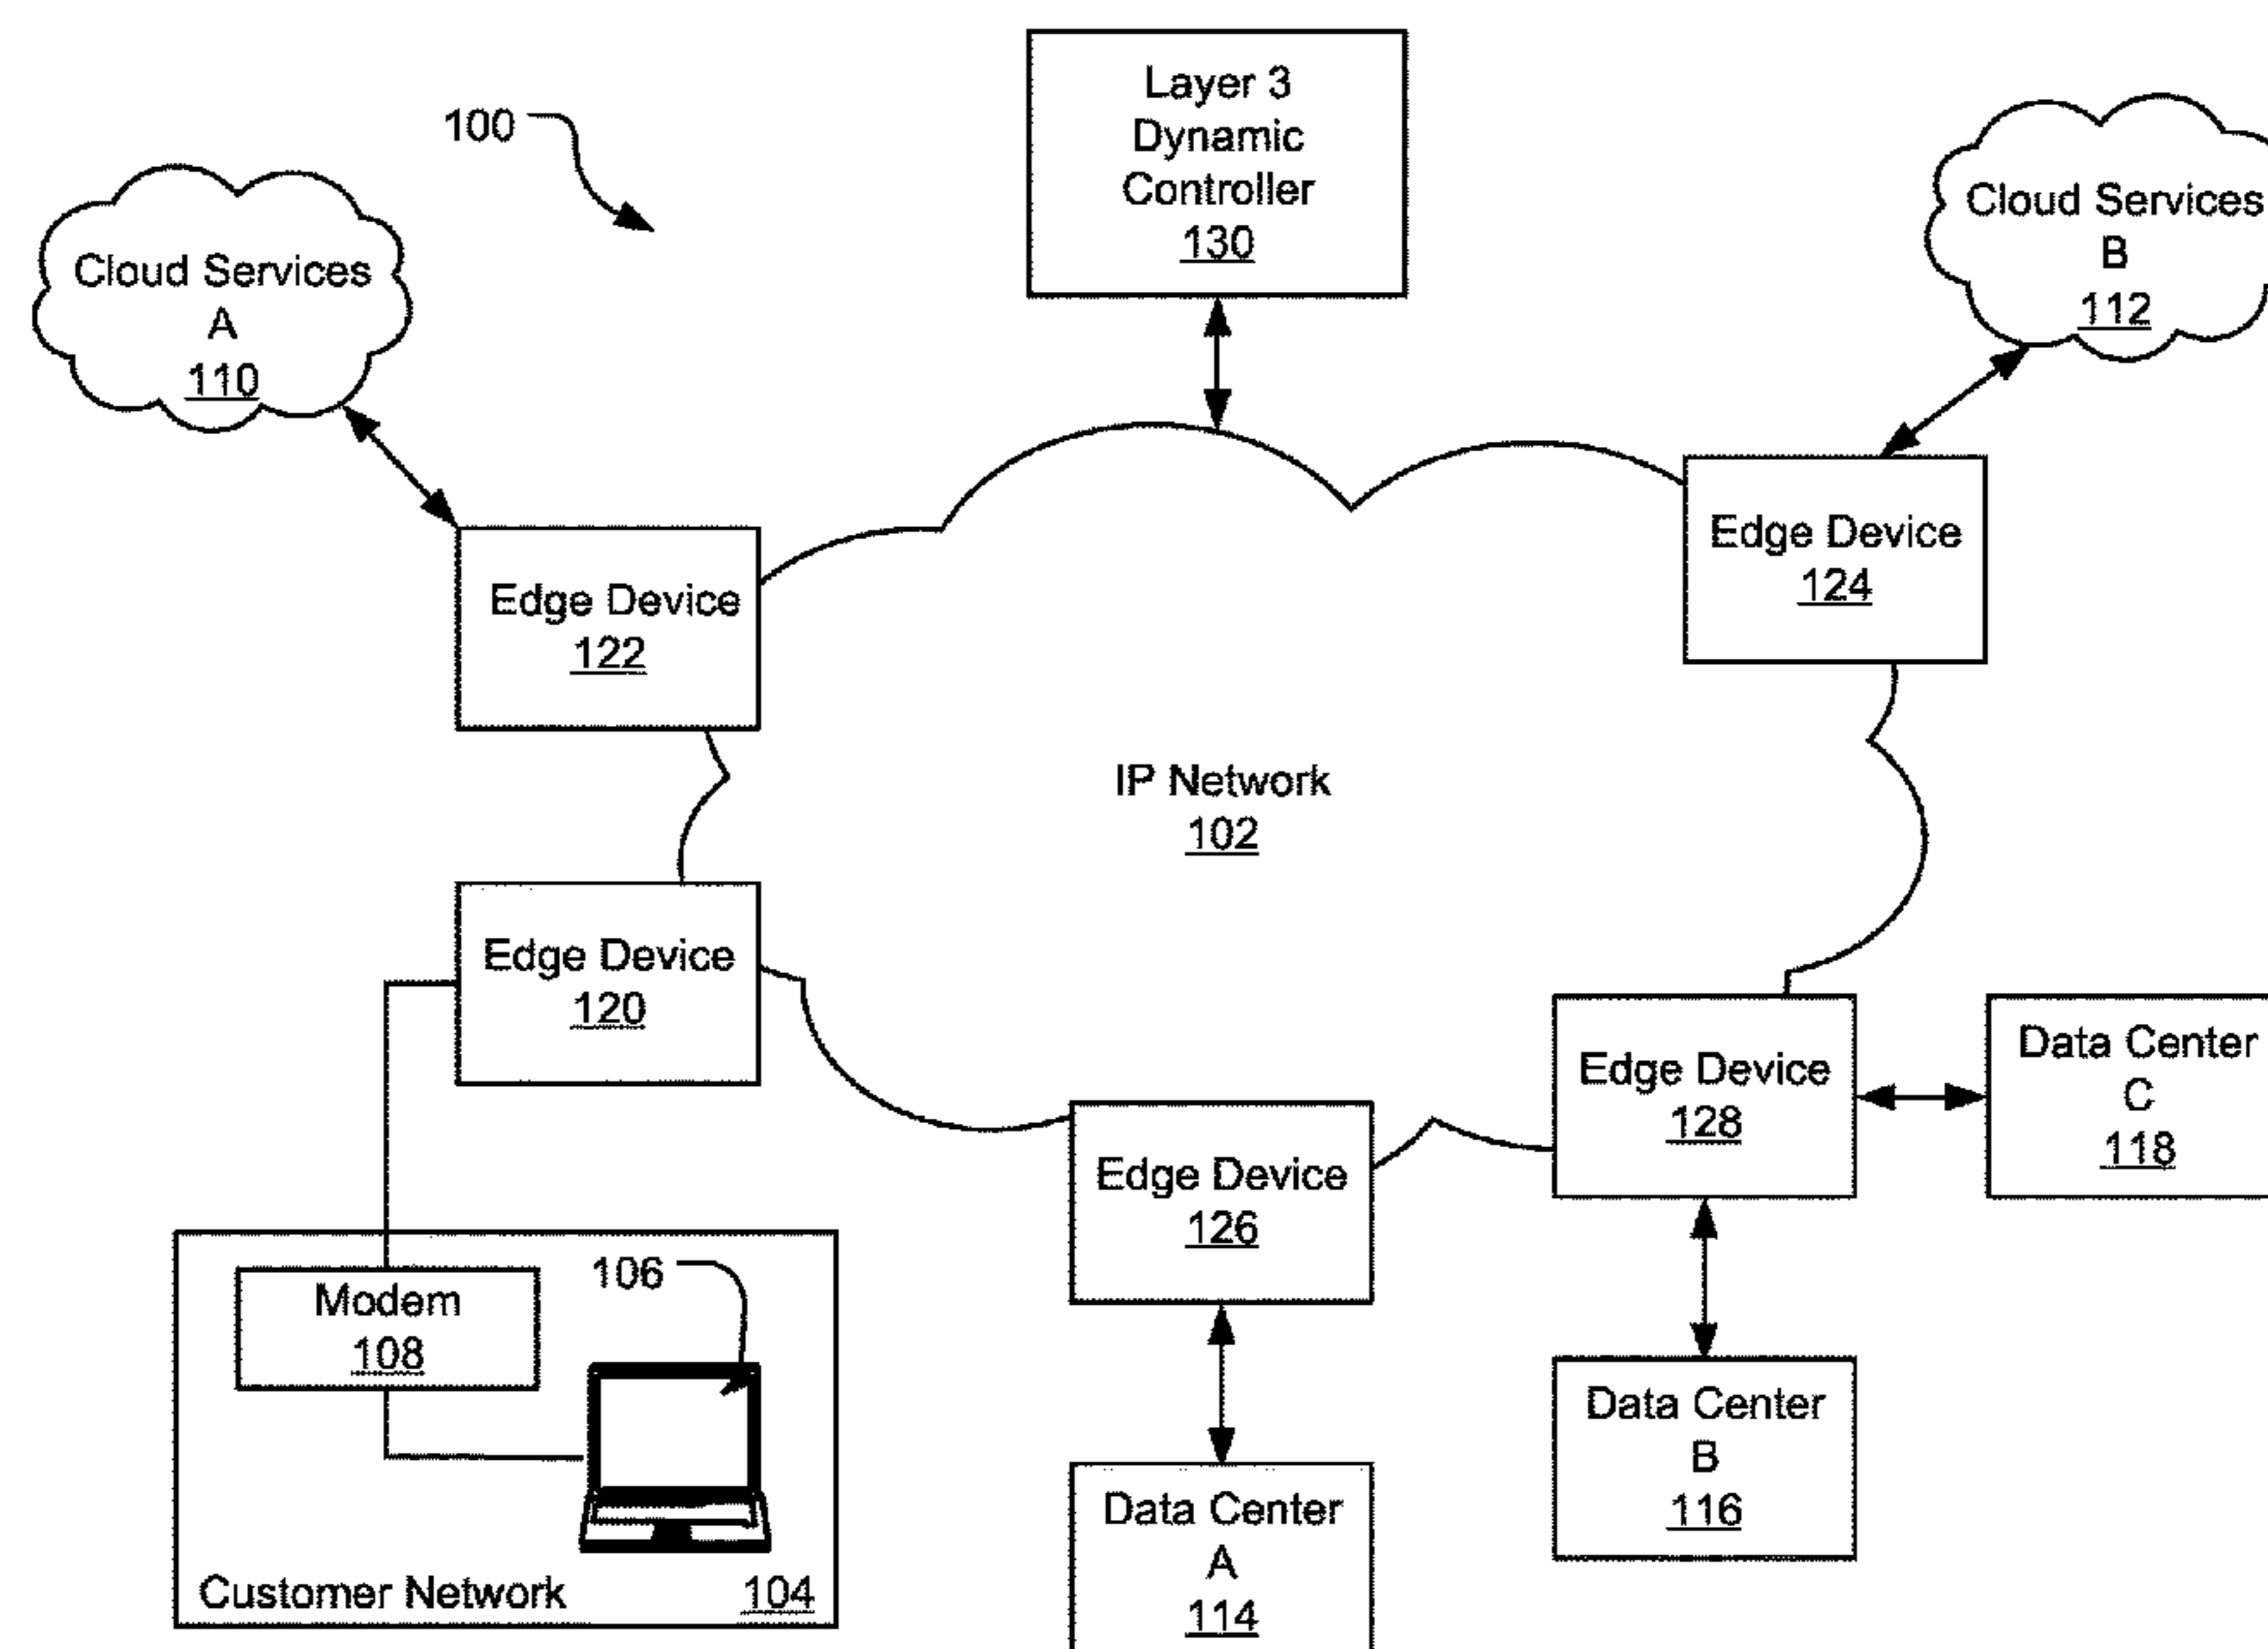 Layer 3
Dynamic
Controller
130
100
Cloud Services
A
110
Cloud Services
B
112
Edge Device
122
Edge Device
124
IP Network
102
Edge Device
120
Edge Device
126
Edge Device
128
Data Center
C
118
Modem
108
106
Customer Network 104
Data Center
A
114
Data Center
B
116